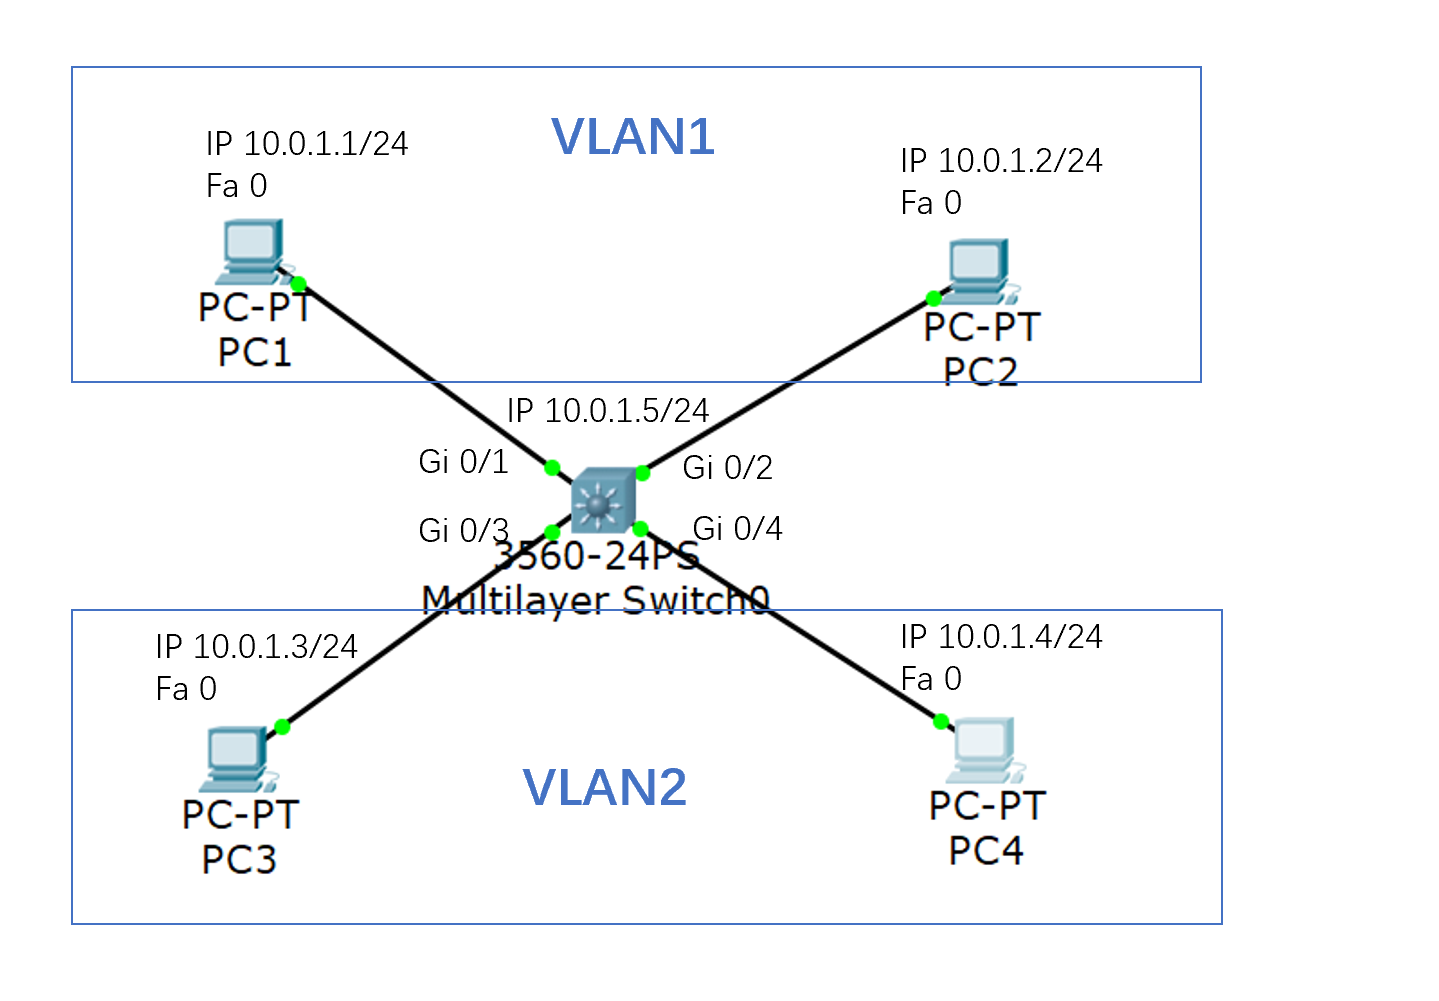 VLAN1
IP 10.0.1.1/24
Fa 0
PC-PT
PC1
IP 10.0.1.2/24
Fa 0
PC-PT
PC2
IP 10.0.1.5/24
Gi 0/1
Gi 0/2
Gi 0/3
Gi 0/4
3560-24PS
Multilayer Switch0
IP 10.0.1.3/24
Fa 0
PC-PT
PC3
VLAN2
IP 10.0.1.4/24
Fa 0
PC-PT
PC4